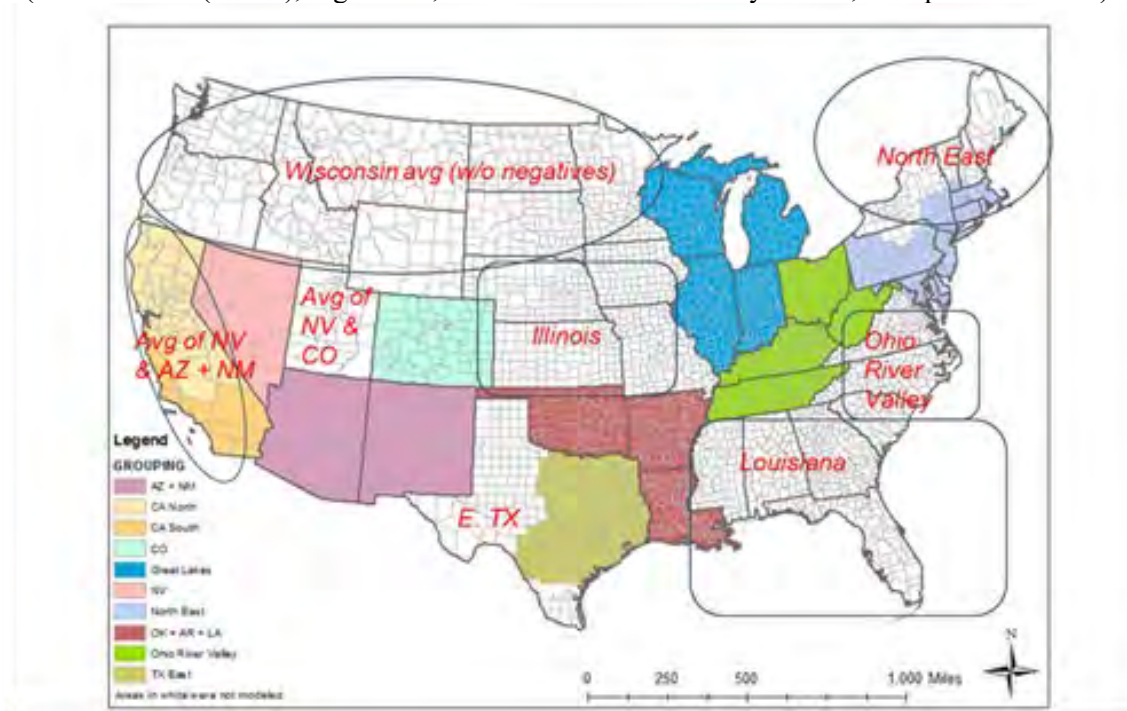 Wisconsin avg (w/o negatives)
North East
Avg of
NV &
CO
Avg of NV
& AZ + NM
Illinois
Ohio
River
Valley
Louisiana
E. TX
Legend
GROUPING
AZ + NM
CA North
CA South
CO
Great Lakes
NV
North East
OK + AR + LA
Ohio River Valley
TX East
Areas in white were not modeled
N
0 250 500 1,000 Miles